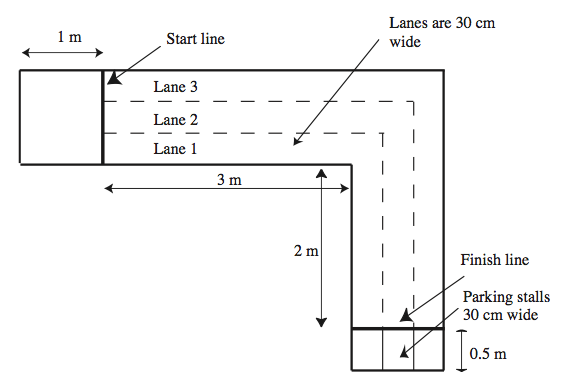 1 m
Start line
Lanes are 30 cm
wide
Lane 3
Lane 2
Lane 1
3 m
2 m
Finish line
Parking stalls
30 cm wide
0.5 m